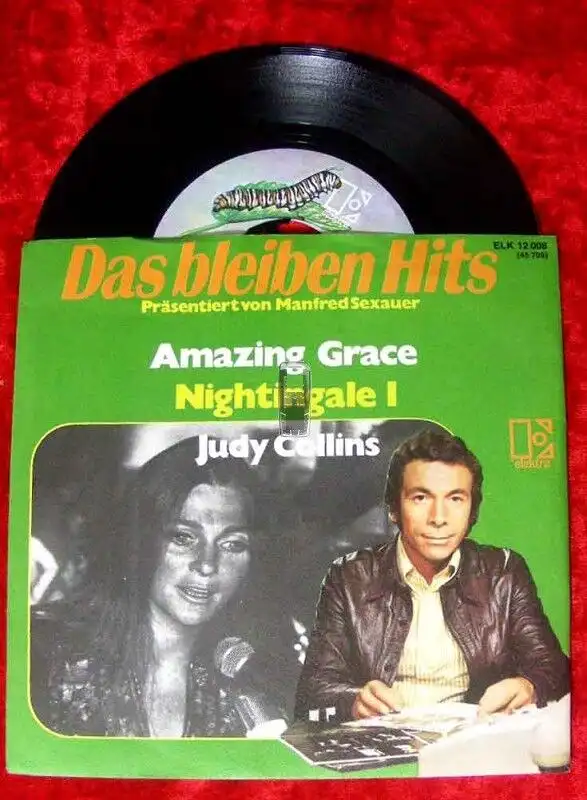 ELK 12 008
(45 709)
Das bleiben Hits
Präsentiert von Manfred Sexauer
Amazing Grace
Nightingale I
Judy Collins
elektra